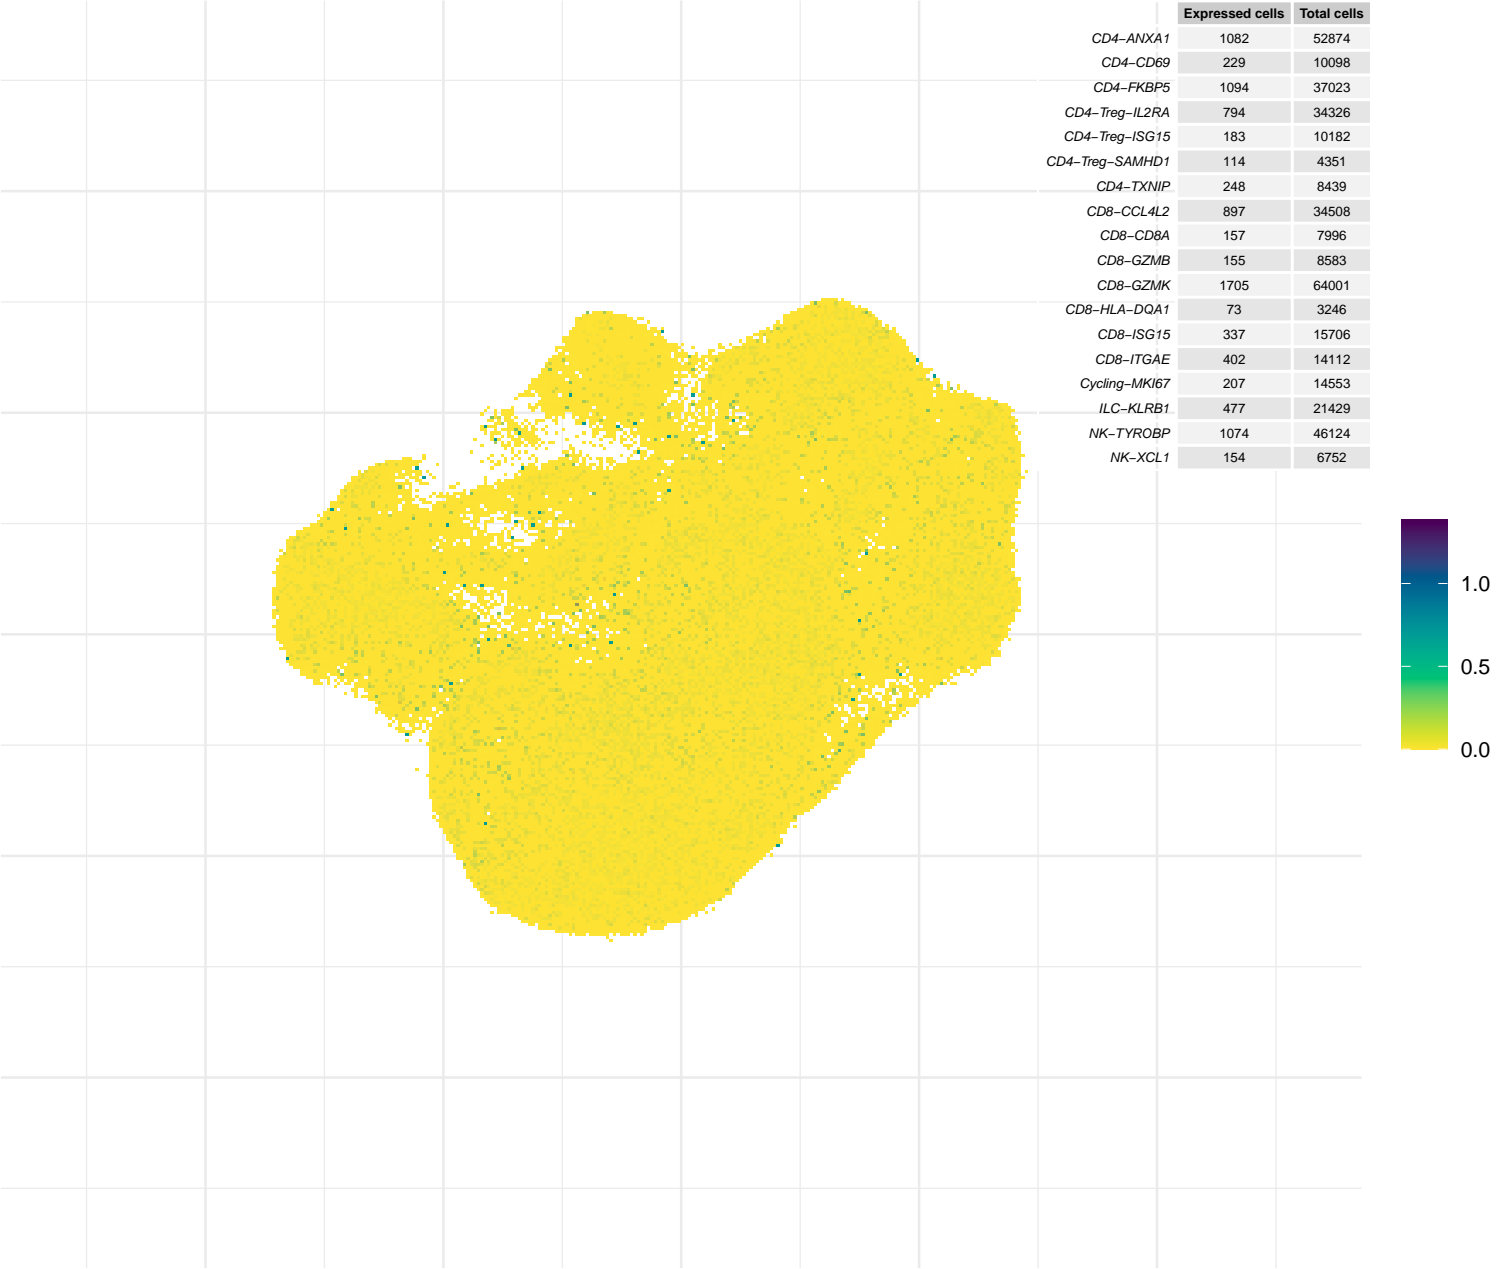 Expressed cells Total cells
CD4−ANXA1 1082 52874
CD4−CD69 229 10098
CD4−FKBP5 1094 37023
CD4−Treg−IL2RA 794 34326
CD4−Treg−ISG15 183 10182
CD4−Treg−SAMHD1 114 4351
CD4−TXNIP 248 8439
CD8−CCL4L2 897 34508
CD8−CD8A 157 7996
CD8−GZMB 155 8583
CD8−GZMK 1705 64001
CD8−HLA−DQA1 73 3246
CD8−ISG15 337 15706
CD8−ITGAE 402 14112
Cycling−MKI67 207 14553
ILC−KLRB1 477 21429
NK−TYROBP 1074 46124
NK−XCL1 154 6752
1.0
0.5
0.0